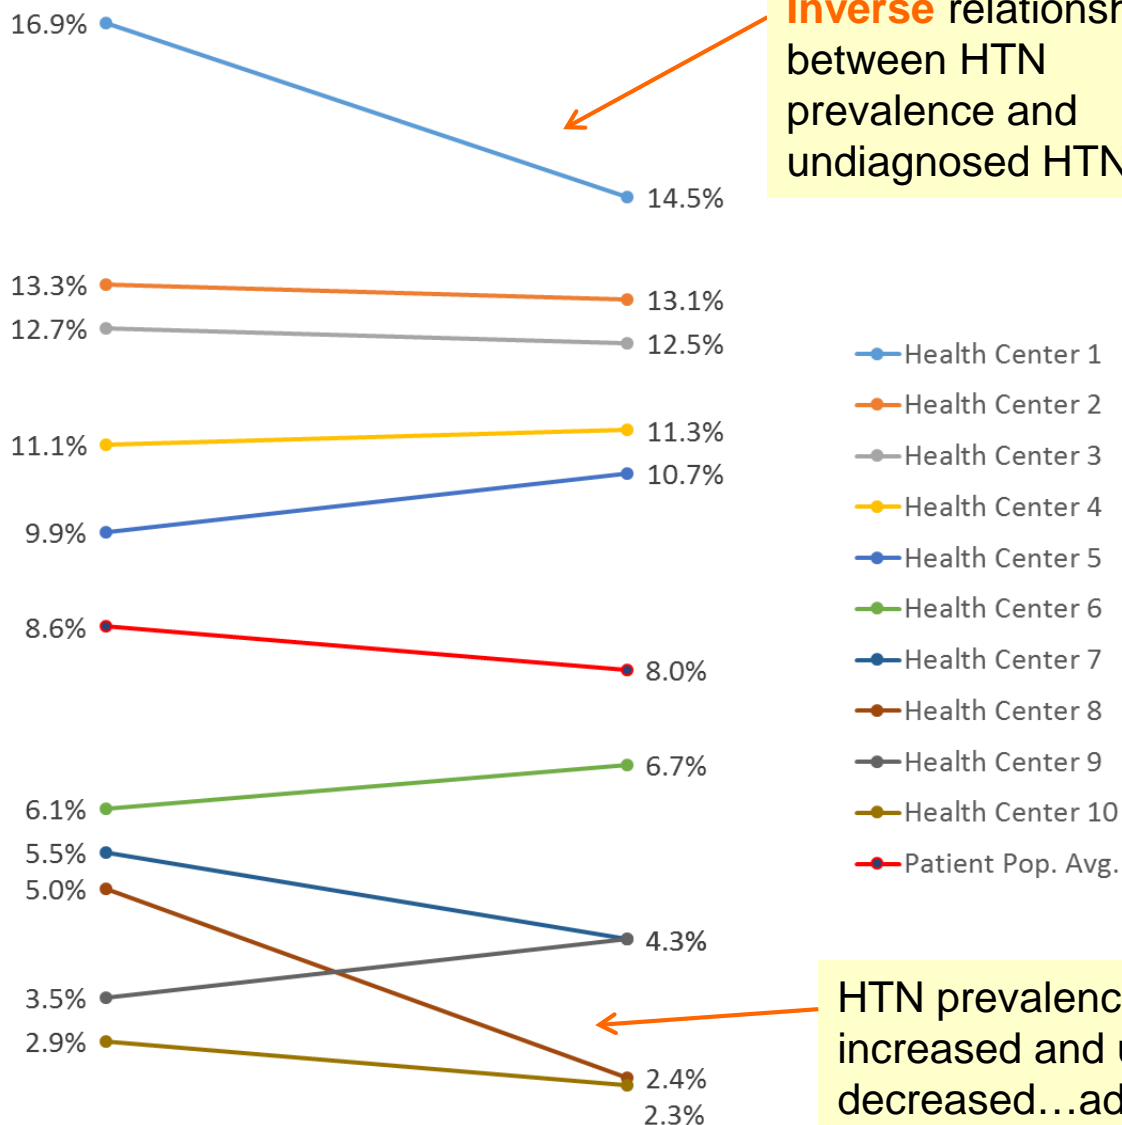 16.9%
Inverse
between HTN
prevalence and
undiagnosed HTN
14.5%
13.3%
13.1%
12.7%
12.5%
11.1%
11.3%
10.7%
9.9%
8.6%
8.0%
6.7%
6.1%
5.5%
5.0%
4.3%
3.5%
2.9%
2.4%
2.3%
Health Center 1
Health Center 2
Health Center 3
Health Center 4
Health Center 5
Health Center 6
Health Center 7
Health Center 8
Health Center 9
Health Center 10
Patient Pop. Avg.
HTN
increased and
decreased…